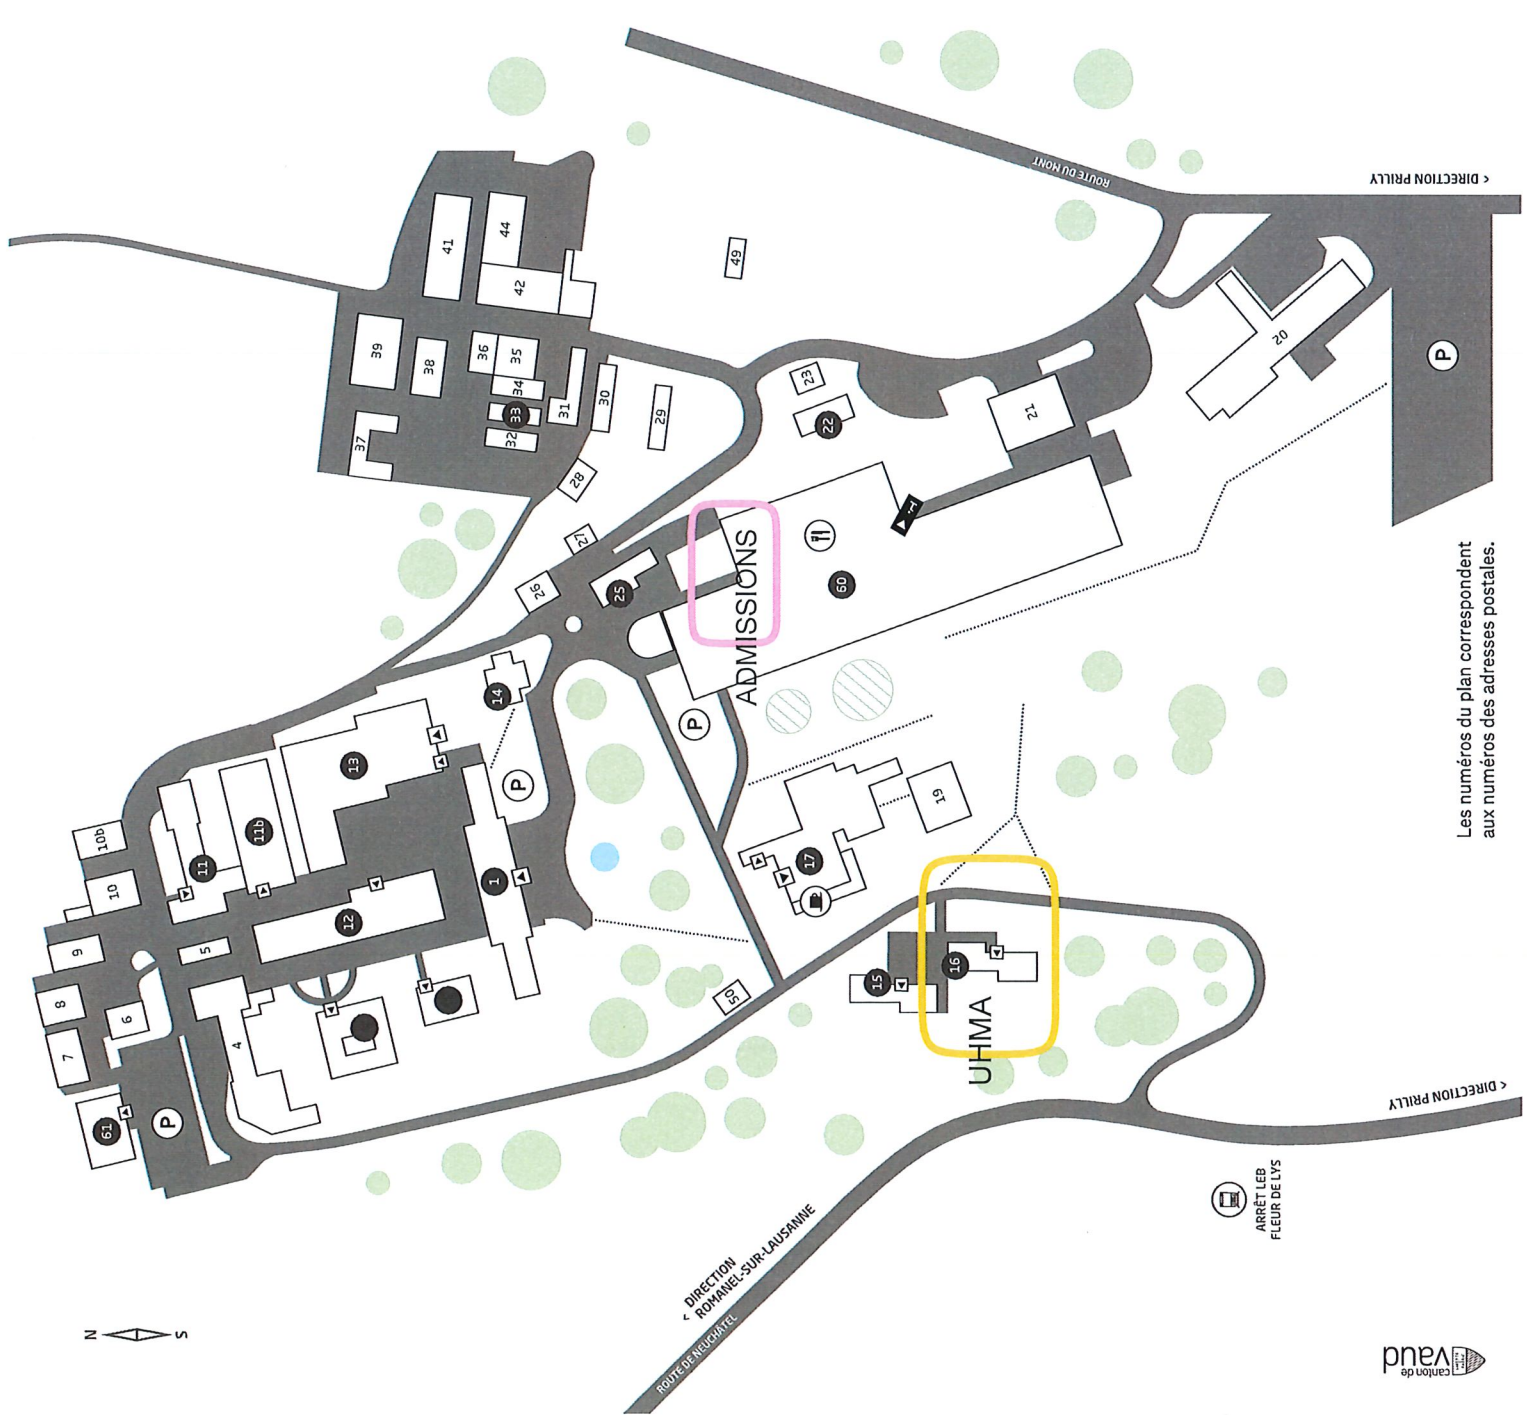 ROUTE DU MONT
< DIRECTION PRILLY
41
44
42
49
39
38
36
35
34
33
32
31
30
29
37
28
27
26
25
23
22
21
20
P
ADMISSIONS
60
14
13
P
P
11b
11
10b
10
12
1
9
5
8
6
7
4
61
P
17
19
50
15
16
UHMA
Les numéros du plan correspondent
aux numéros des adresses postales.
< DIRECTION PRILLY
ARRÊT LEB
FLEUR DE LYS
< DIRECTION
ROMANEL-SUR-LAUSANNE
ROUTE DE NEUCHÂTEL
N
S
canton de
vaud